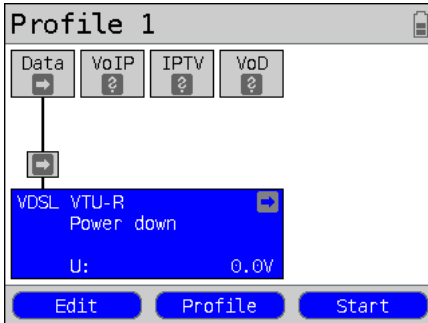 Profile 1
Data VoIP IPTV VoD
? ? ?
VDSL VTU-R
Power down
U: 0.0V
Edit Profile Start